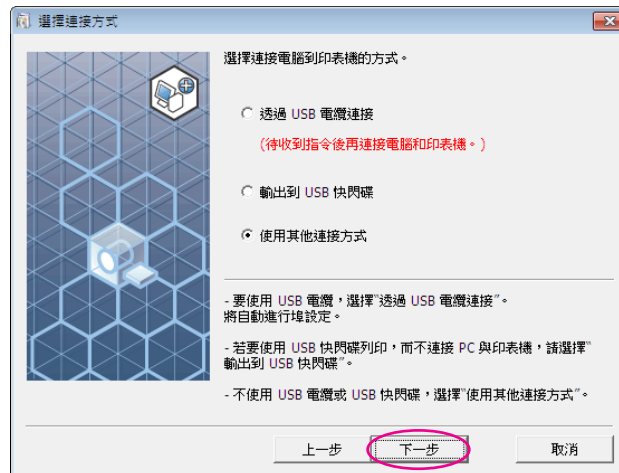 選擇連接方式
選擇連接電腦到印表機的方式。
透過 USB 電纜連接
(待收到指令後再連接電腦和印表機。)
輸出到 USB 快閃碟
使用其他連接方式
- 要使用 USB 電纜，選擇"透過 USB 電纜連接"。
將自動進行埠設定。
- 若要使用 USB 快閃碟列印，而不連接 PC 與印表機，請選擇"
輸出到 USB 快閃碟"。
- 不使用 USB 電纜或 USB 快閃碟，選擇"使用其他連接方式"。
上一步
下一步
取消